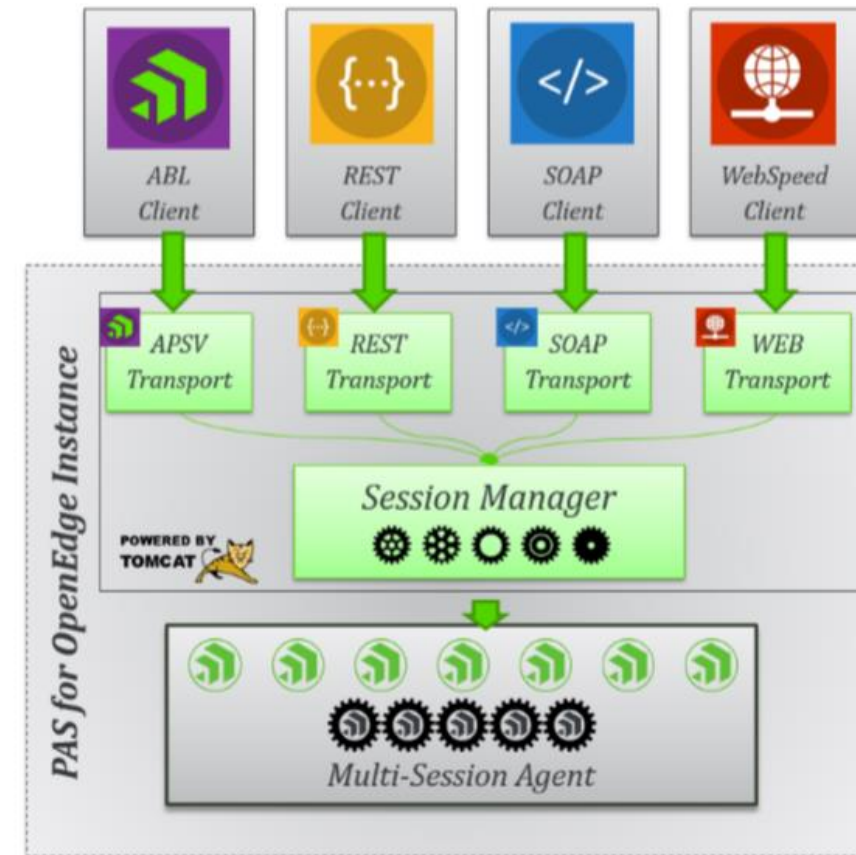 ABL
Client
REST
Client
SOAP
Client
WebSpeed
Client
PAS for OpenEdge Instance
APSV
Transport
REST
Transport
SOAP
Transport
WEB
Transport
Session Manager
POWERED BY
TOMCAT
Multi-Session Agent